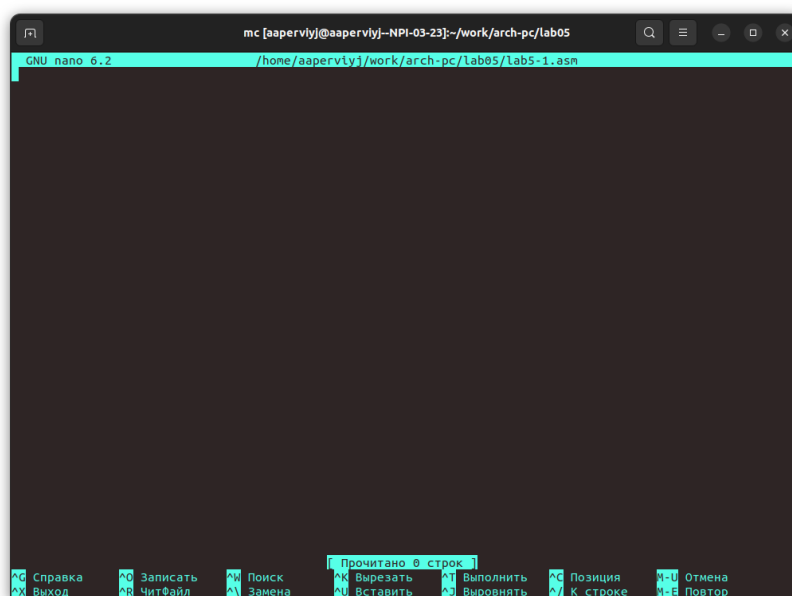 mc [aaperviyj@aaperviyj--NPI-03-23]:~/work/arch-pc/lab05
GNU nano 6.2 /home/aaperviyj/work/arch-pc/lab05/lab5-1.asm
[ Прочитано 0 строк ]
^G Справка ^O Записать ^W Поиск ^K Вырезать ^T Выполнить ^C Позиция M-U Отмена
^X Выход ^R ЧитФайл ^\ Замена ^U Вставить ^J Выровнять ^/ К строке M-E Повтор